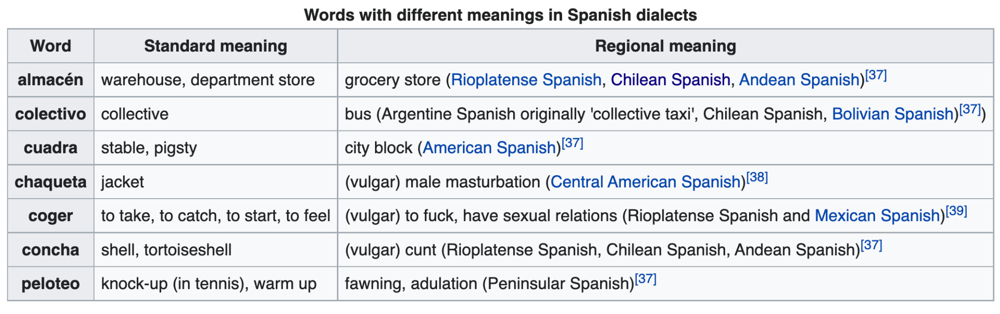 Words with different meanings in Spanish dialects
Word Standard meaning Regional meaning
almacén warehouse, department store grocery store (Rioplatense Spanish, Chilean Spanish, Andean Spanish)[37]
colectivo collective bus (Argentine Spanish originally 'collective taxi', Chilean Spanish, Bolivian Spanish)[37])
cuadra stable, pigsty city block (American Spanish)[37]
chaqueta jacket (vulgar) male masturbation (Central American Spanish)[38]
coger to take, to catch, to start, to feel (vulgar) to fuck, have sexual relations (Rioplatense Spanish and Mexican Spanish)[39]
concha shell, tortoiseshell (vulgar) cunt (Rioplatense Spanish, Chilean Spanish, Andean Spanish)[37]
peloteo knock-up (in tennis), warm up fawning, adulation (Peninsular Spanish)[37]